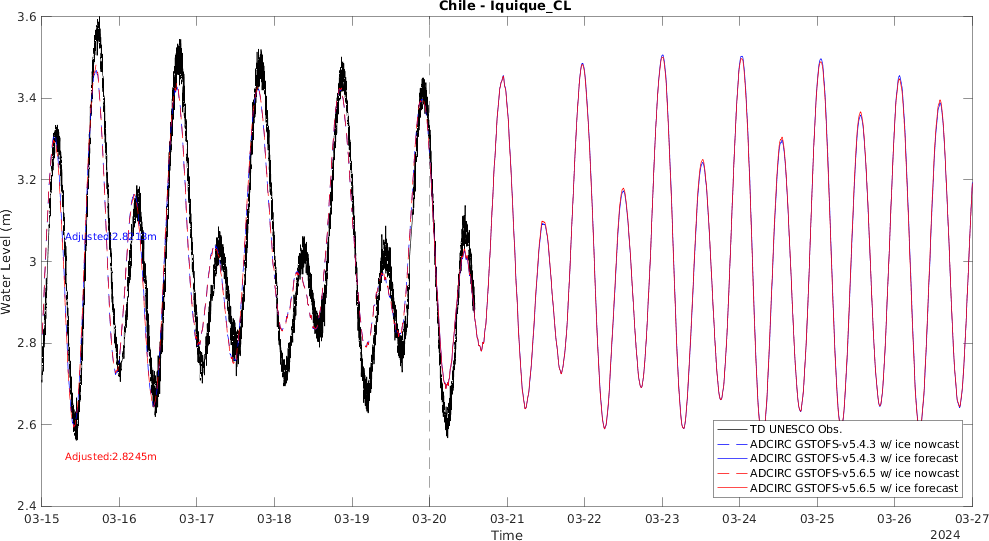 Chile - Iquique_CL
3.6
3.4
3.2
3
2.8
2.6
2.4
Water Level (m)
Adjusted:2.8213m
Adjusted:2.8245m
TD UNESCO Obs.
ADCIRC GSTOFS-v5.4.3 w/ ice nowcast
ADCIRC GSTOFS-v5.4.3 w/ ice forecast
ADCIRC GSTOFS-v5.6.5 w/ ice nowcast
ADCIRC GSTOFS-v5.6.5 w/ ice forecast
03-15 03-16 03-17 03-18 03-19 03-20 03-21 03-22 03-23 03-24 03-25 03-26 03-27
Time
2024